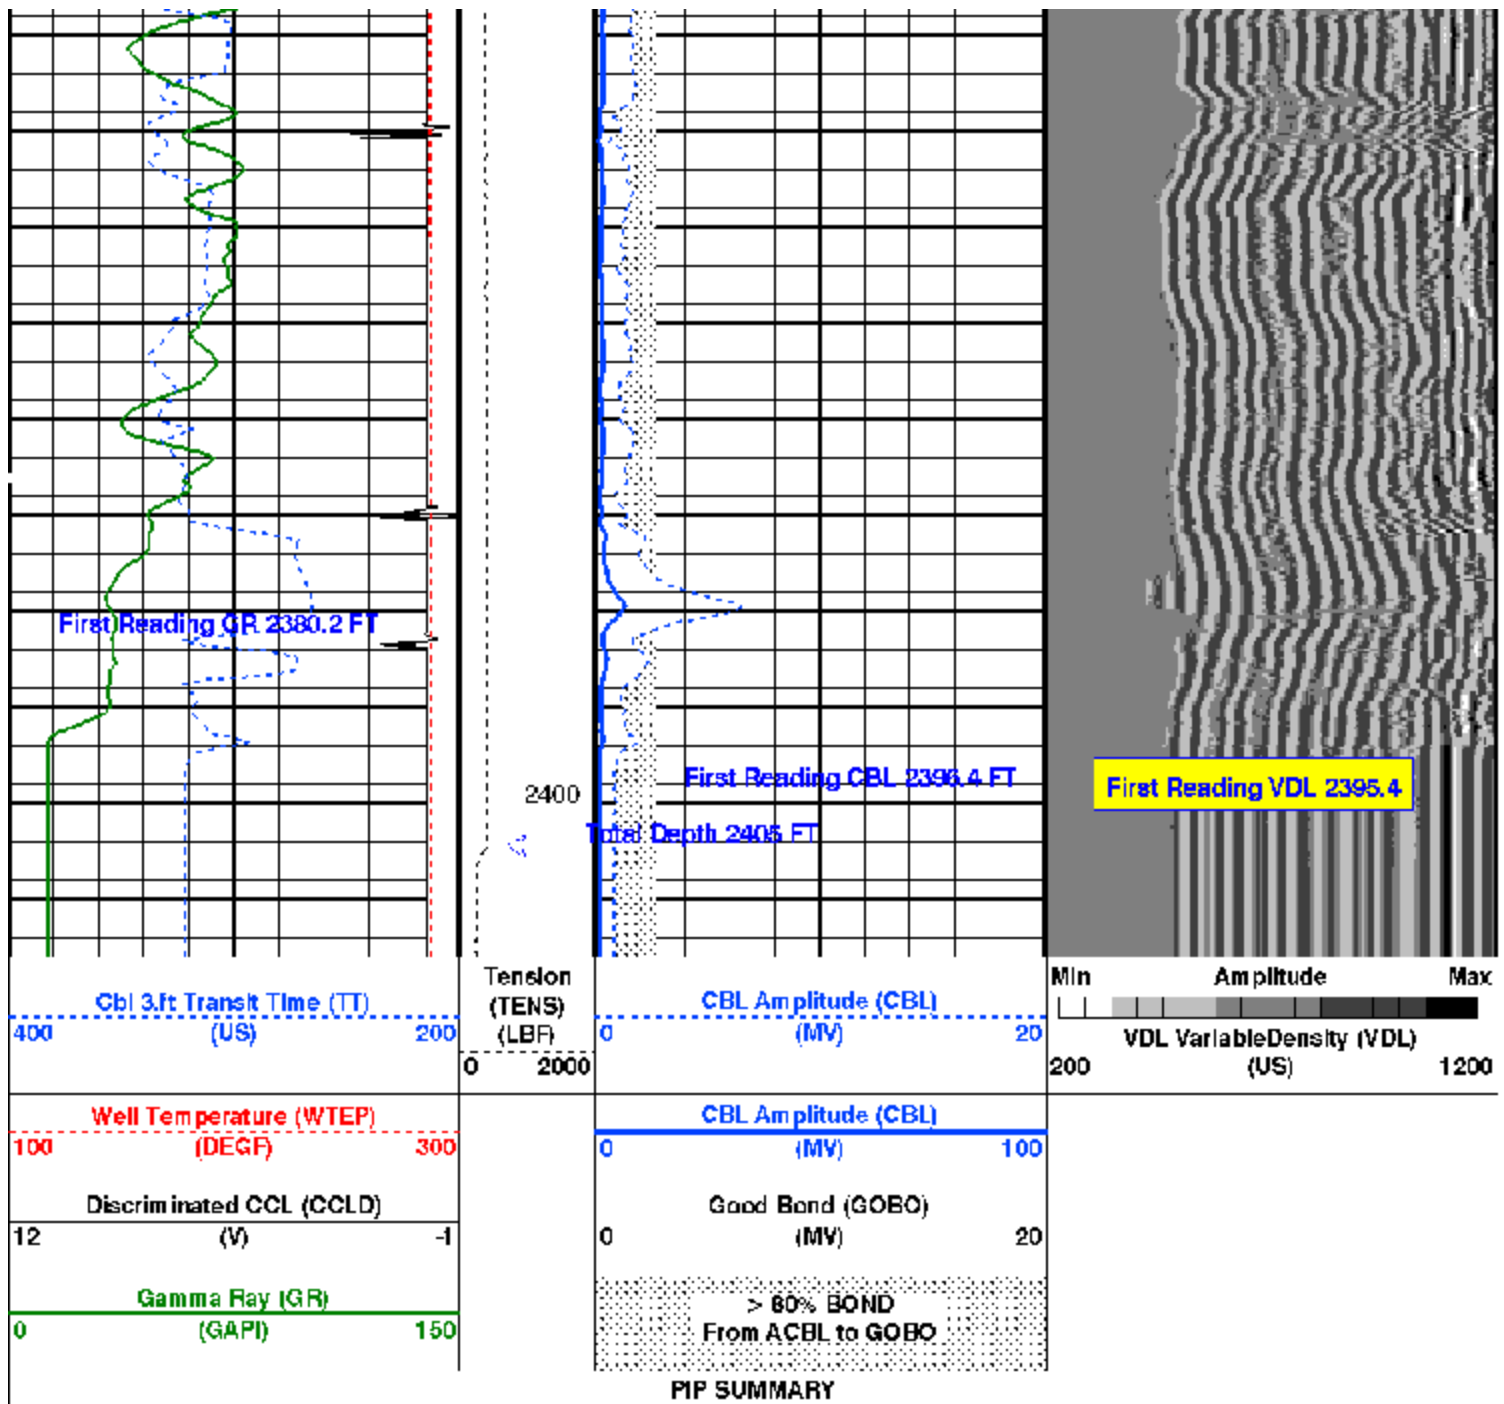 First Reading GR 2380.2 FT
First Reading CBL 2396.4 FT
First Reading VDL 2395.4
2400
Total Depth 2405 FT
Cbl 3.ft Transit Time (TT)
400 (US) 200
Tension
(TENS)
(LBF)
0 2000
CBL Amplitude (CBL)
0 (MV) 20
Min Amplitude Max
VDL VariableDensity (VDL)
200 (US) 1200
Well Temperature (WTEP)
100 (DEGF) 300
CBL Amplitude (CBL)
0 (MV) 100
Discriminated CCL (CCLD)
12 (V) -1
Good Bond (GOBO)
0 (MV) 20
Gamma Ray (GR)
0 (GAPI) 150
> 80% BOND
From ACBL to GOBO
PIP SUMMARY